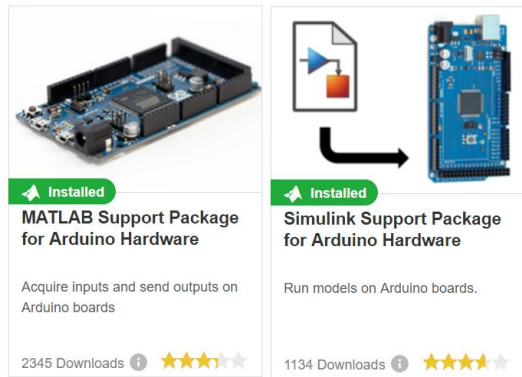 Installed
MATLAB Support Package
for Arduino Hardware
Acquire inputs and send outputs on
Arduino boards
2345 Downloads
Installed
Simulink Support Package
for Arduino Hardware
Run models on Arduino boards.
1134 Downloads